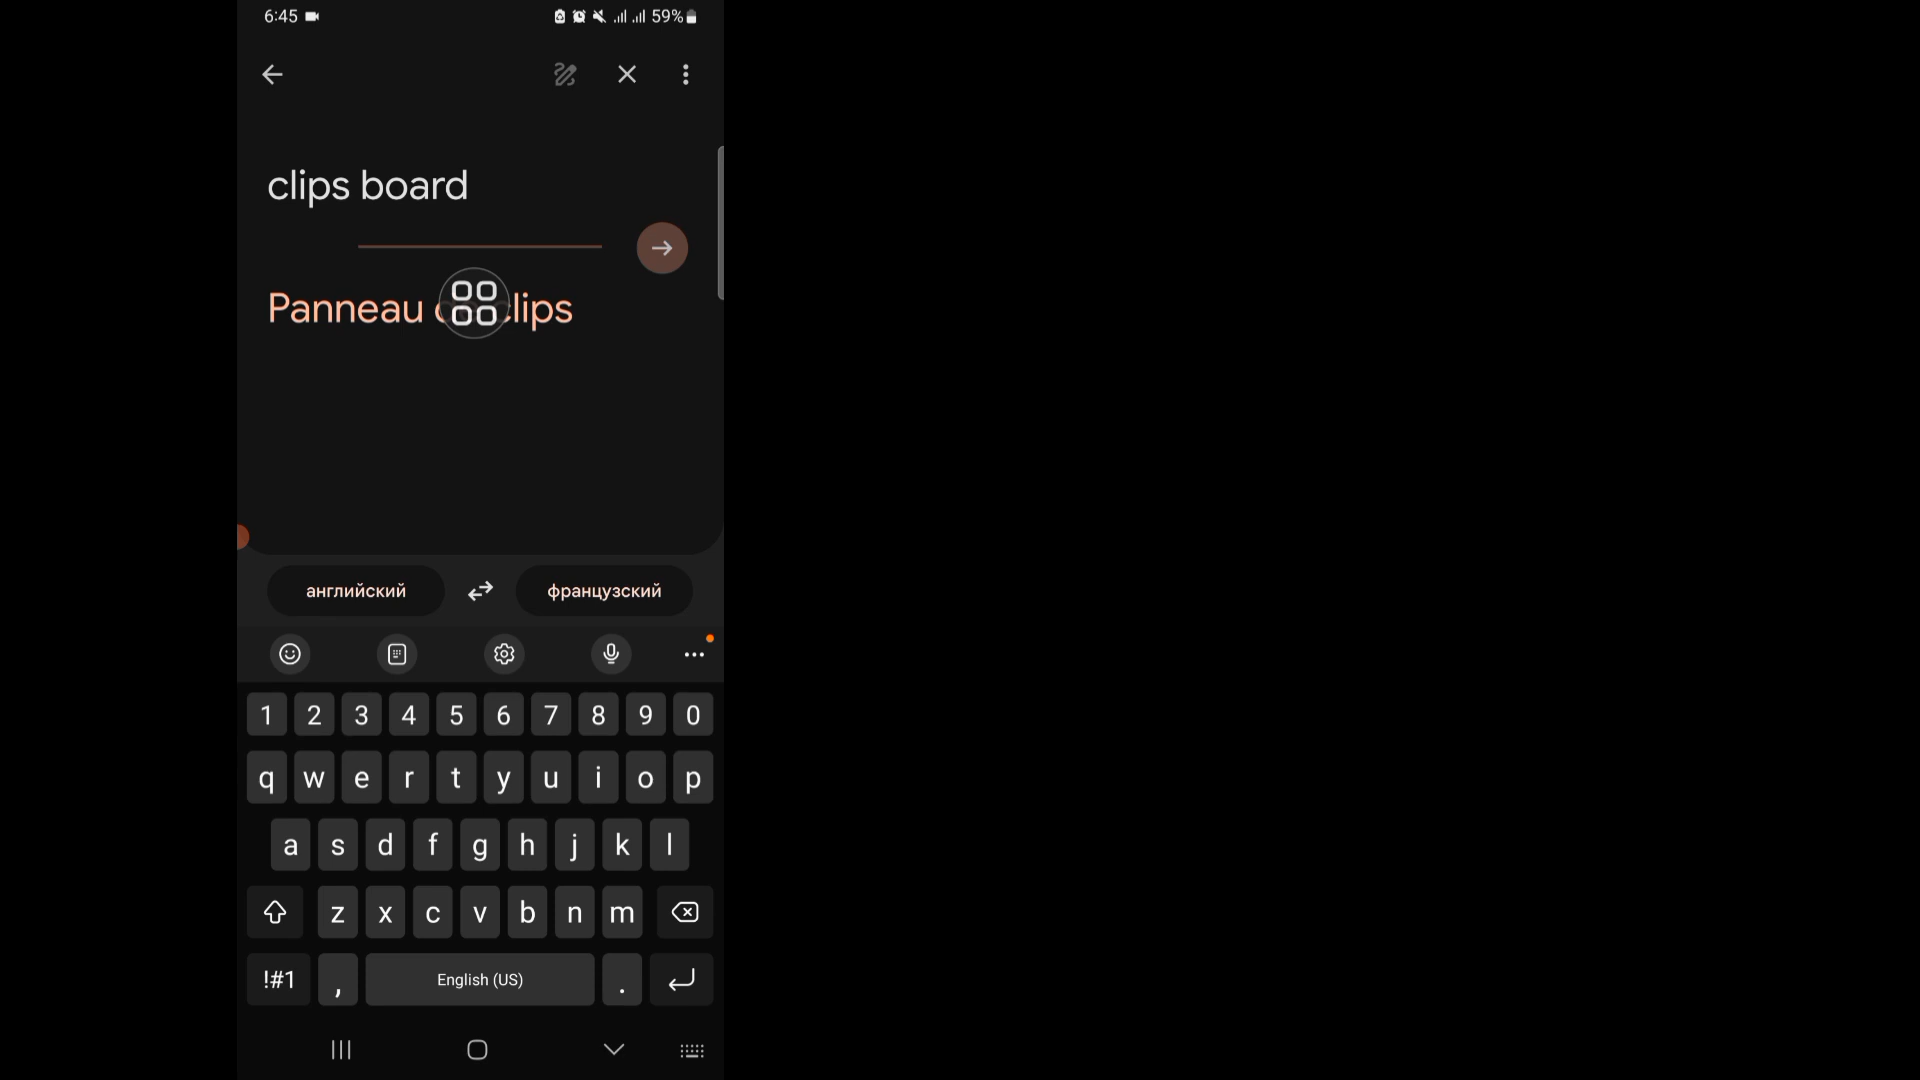 6:45 59%
clips board
Panneau clips
английский французский
1 2 3 4 5 6 7 8 9 0
q w e r t y u i o p
a s d f g h j k l
z x c v b n m
!#1 , English (US) .